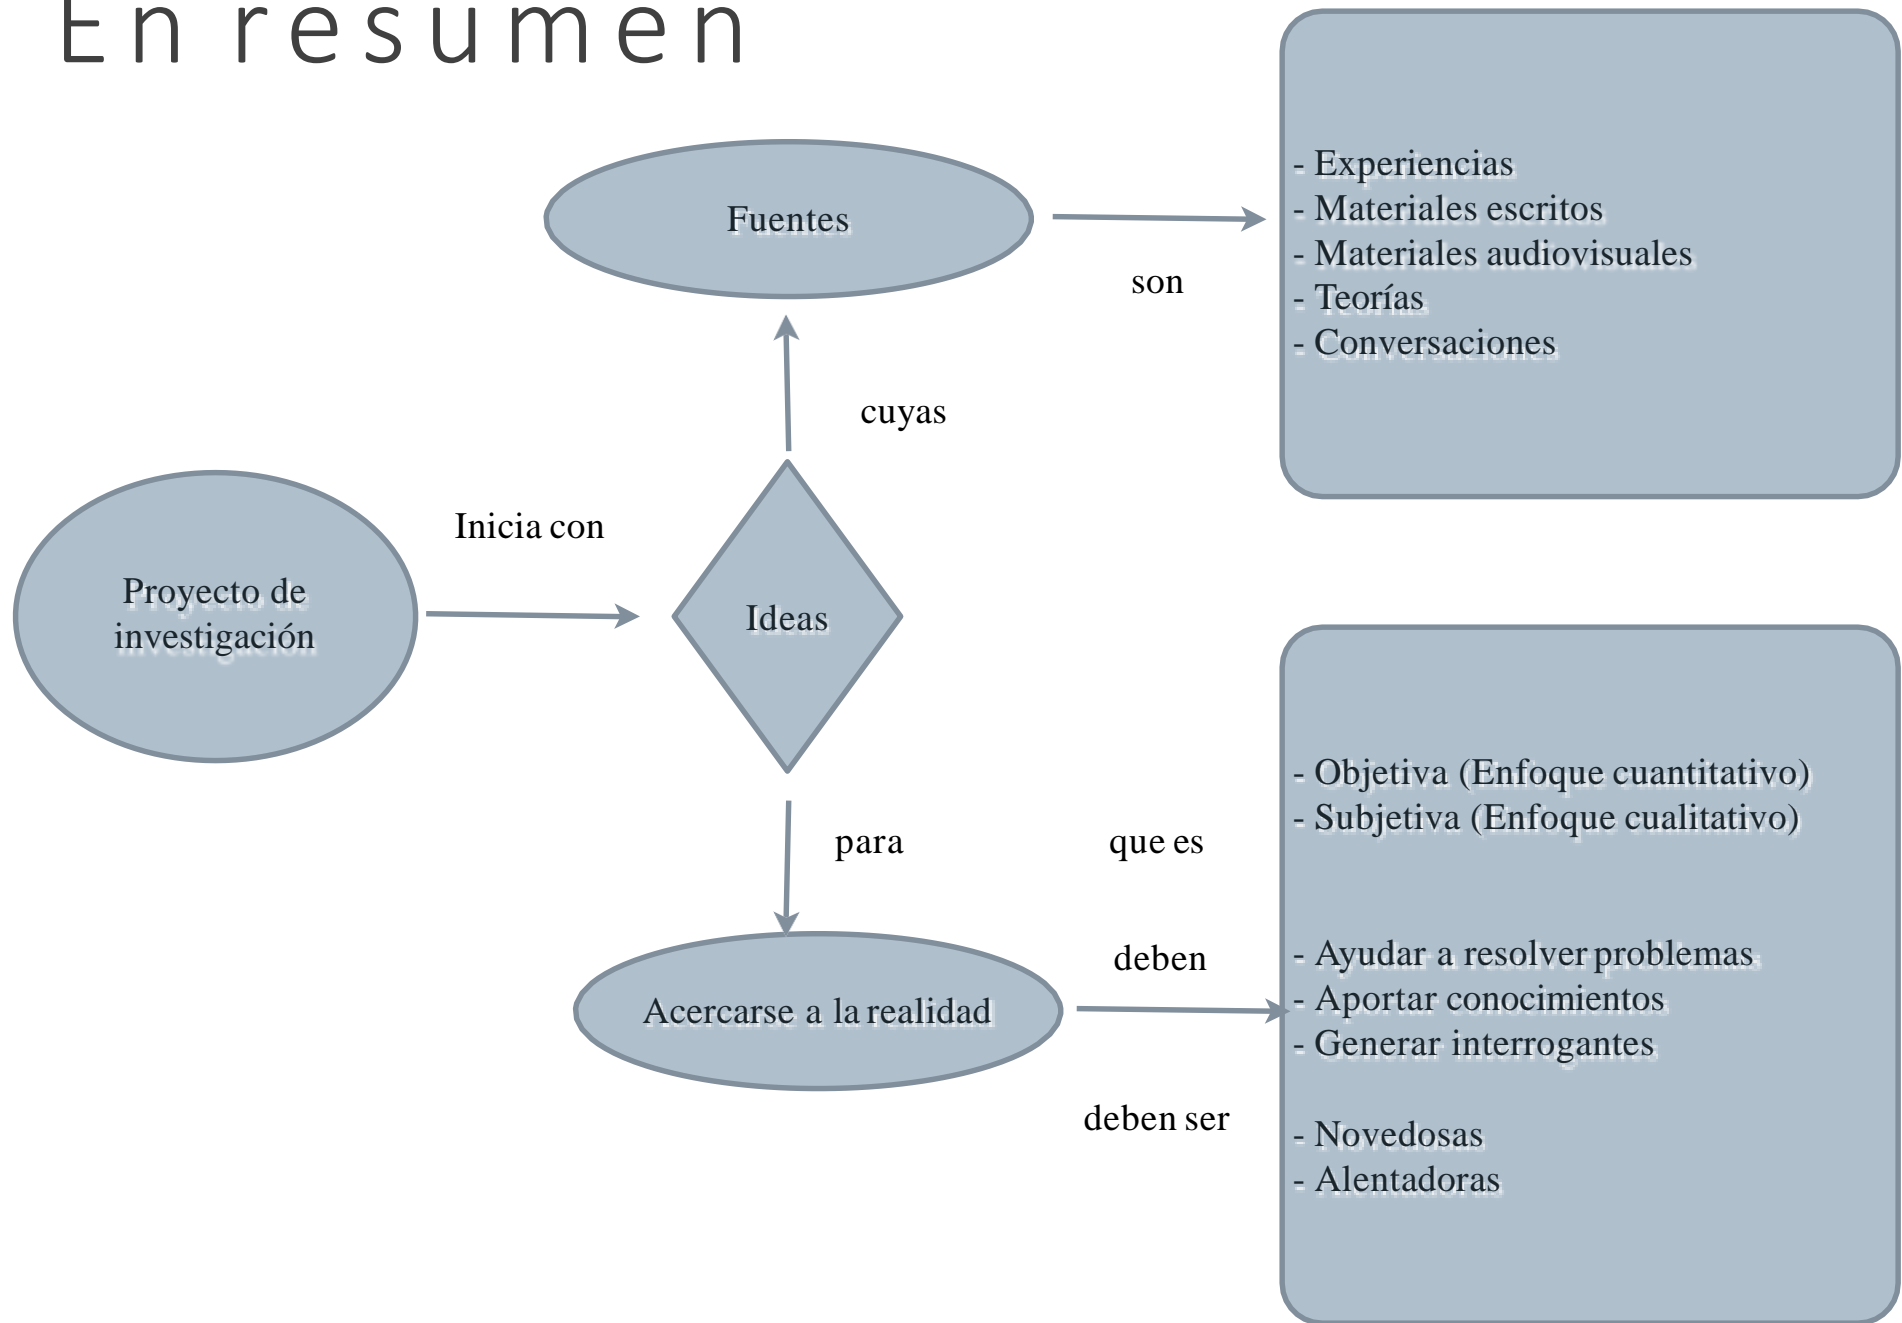 En resumen
Fuentes
son
- Experiencias
- Materiales escritos
- Materiales audiovisuales
- Teorías
- Conversaciones
cuyas
Inicia con
Proyecto de
investigación
Ideas
para
que es
- Objetiva (Enfoque cuantitativo)
- Subjetiva (Enfoque cualitativo)
deben
Acercarse a la realidad
- Ayudar a resolver problemas
- Aportar conocimientos
- Generar interrogantes
deben ser
- Novedosas
- Alentadoras